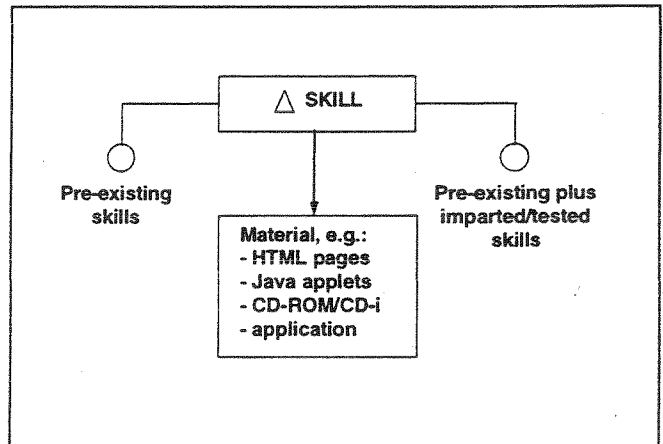 △ SKILL
Pre-existing
skills
Pre-existing plus
imparted/tested
skills
Material, e.g.:
- HTML pages
- Java applets
- CD-ROM/CD-i
- application